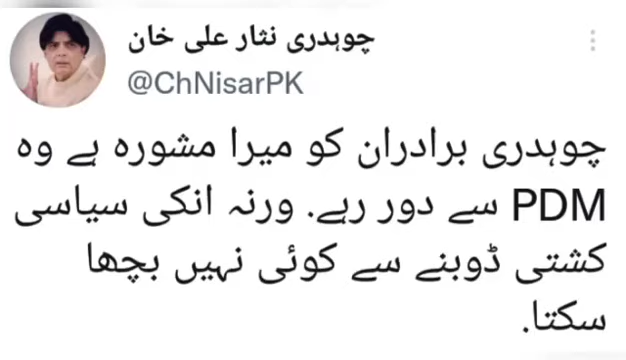 چوہدری نثار علی خان
@ChNisarPK
چوہدری برادران کو میرا مشورہ ہے وہ
PDM سے دور رہے. ورنہ انکی سیاسی
کشتی ڈوبنے سے کوئی نہیں بچھا
سکتا.